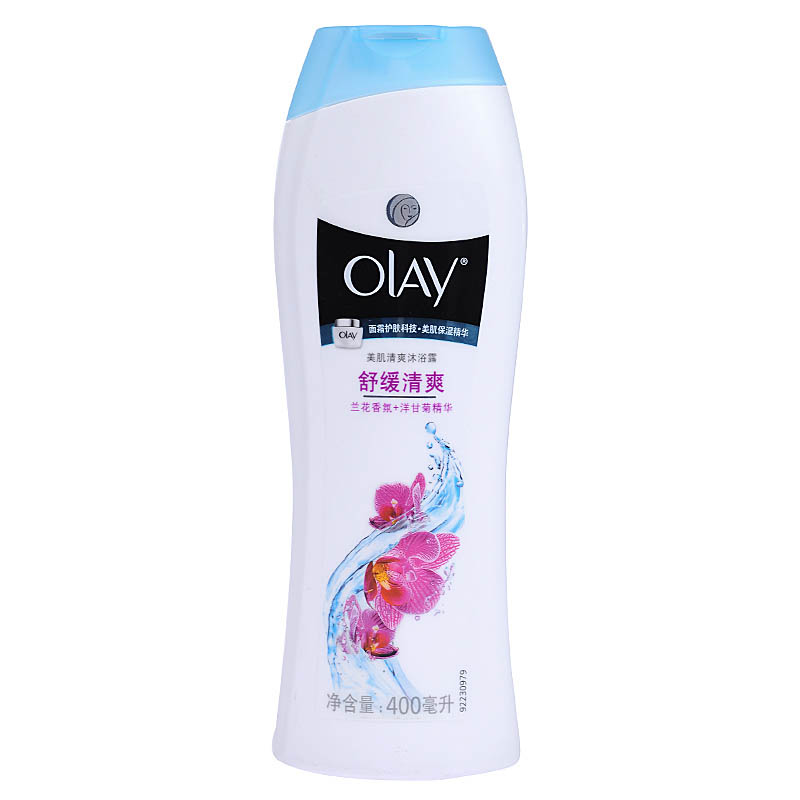 OLAY®
OLAY
面霜护肤科技·美肌保湿精华
美肌清爽沐浴露
舒缓清爽
兰花香氛+洋甘菊精华
净含量:400毫升
92230979